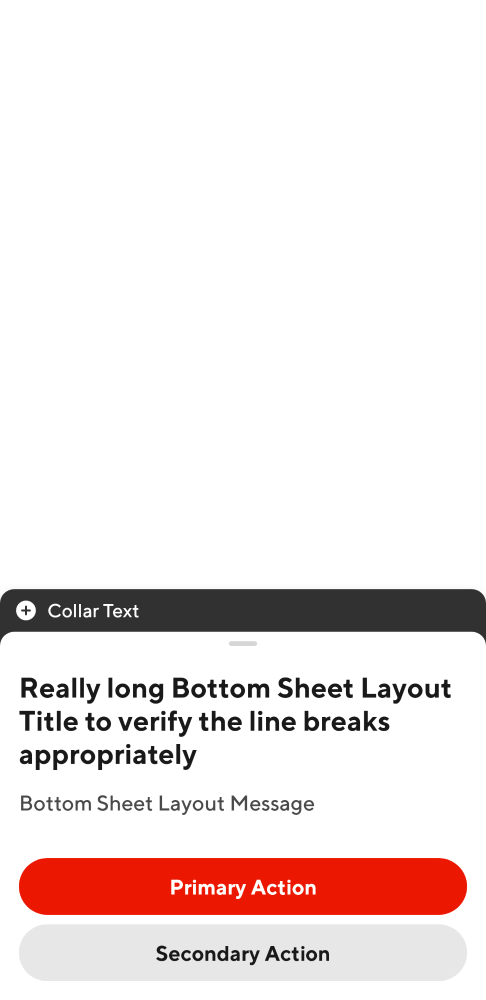 Collar Text
Really long Bottom Sheet Layout
Title to verify the line breaks
appropriately
Bottom Sheet Layout Message
Primary Action
Secondary Action